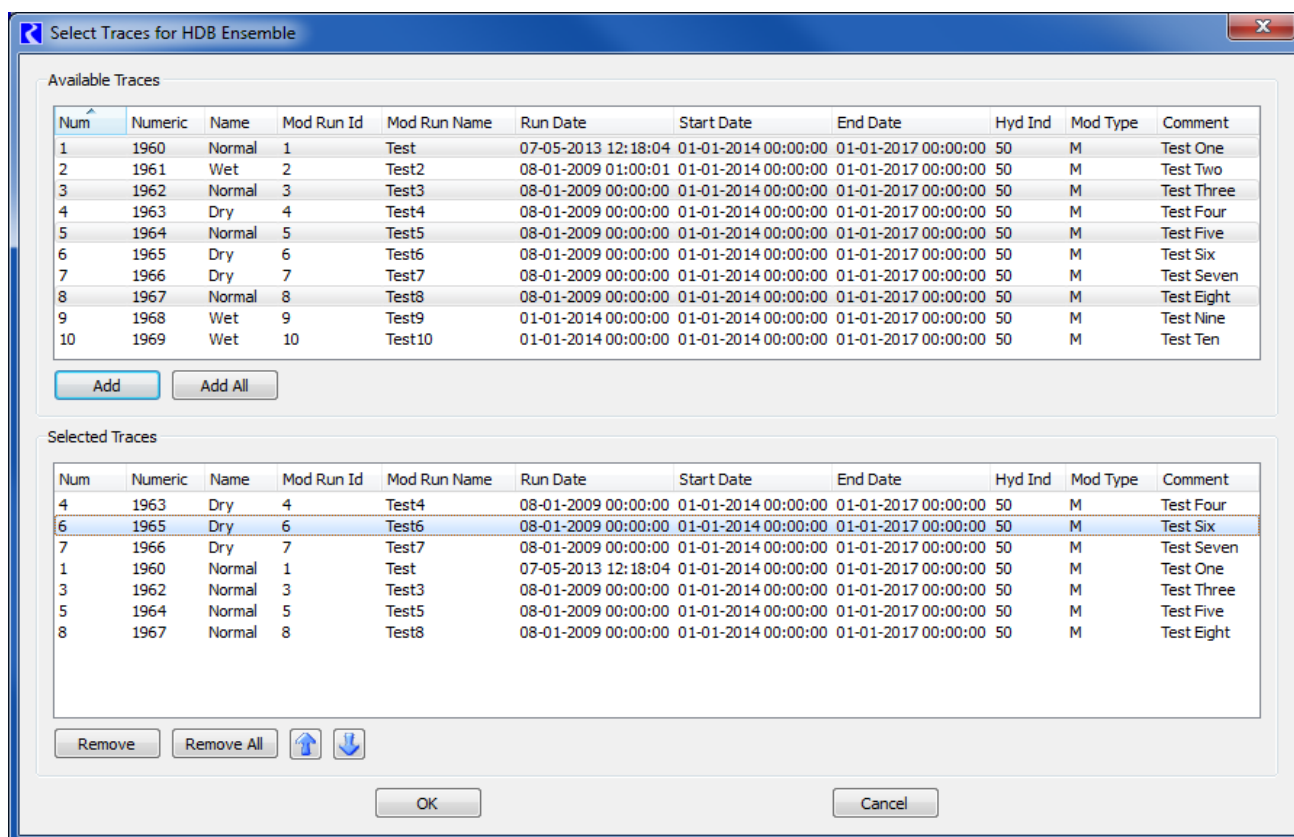 Select Traces for HDB Ensemble
Available Traces
Num Numeric Name Mod Run Id Mod Run Name Run Date Start Date End Date Hyd Ind Mod Type Comment
1 1960 Normal 1 Test 07-05-2013 12:18:04 01-01-2014 00:00:00 01-01-2017 00:00:00 50 M Test One
2 1961 Wet 2 Test2 08-01-2009 01:00:01 01-01-2014 00:00:00 01-01-2017 00:00:00 50 M Test Two
3 1962 Normal 3 Test3 08-01-2009 00:00:00 01-01-2014 00:00:00 01-01-2017 00:00:00 50 M Test Three
4 1963 Dry 4 Test4 08-01-2009 00:00:00 01-01-2014 00:00:00 01-01-2017 00:00:00 50 M Test Four
5 1964 Normal 5 Test5 08-01-2009 00:00:00 01-01-2014 00:00:00 01-01-2017 00:00:00 50 M Test Five
6 1965 Dry 6 Test6 08-01-2009 00:00:00 01-01-2014 00:00:00 01-01-2017 00:00:00 50 M Test Six
7 1966 Dry 7 Test7 08-01-2009 00:00:00 01-01-2014 00:00:00 01-01-2017 00:00:00 50 M Test Seven
8 1967 Normal 8 Test8 08-01-2009 00:00:00 01-01-2014 00:00:00 01-01-2017 00:00:00 50 M Test Eight
9 1968 Wet 9 Test9 01-01-2014 00:00:00 01-01-2014 00:00:00 01-01-2017 00:00:00 50 M Test Nine
10 1969 Wet 10 Test10 01-01-2014 00:00:00 01-01-2014 00:00:00 01-01-2017 00:00:00 50 M Test Ten
Add Add All
Selected Traces
Num Numeric Name Mod Run Id Mod Run Name Run Date Start Date End Date Hyd Ind Mod Type Comment
4 1963 Dry 4 Test4 08-01-2009 00:00:00 01-01-2014 00:00:00 01-01-2017 00:00:00 50 M Test Four
6 1965 Dry 6 Test6 08-01-2009 00:00:00 01-01-2014 00:00:00 01-01-2017 00:00:00 50 M Test Six
7 1966 Dry 7 Test7 08-01-2009 00:00:00 01-01-2014 00:00:00 01-01-2017 00:00:00 50 M Test Seven
1 1960 Normal 1 Test 07-05-2013 12:18:04 01-01-2014 00:00:00 01-01-2017 00:00:00 50 M Test One
3 1962 Normal 3 Test3 08-01-2009 00:00:00 01-01-2014 00:00:00 01-01-2017 00:00:00 50 M Test Three
5 1964 Normal 5 Test5 08-01-2009 00:00:00 01-01-2014 00:00:00 01-01-2017 00:00:00 50 M Test Five
8 1967 Normal 8 Test8 08-01-2009 00:00:00 01-01-2014 00:00:00 01-01-2017 00:00:00 50 M Test Eight
Remove Remove All
OK Cancel